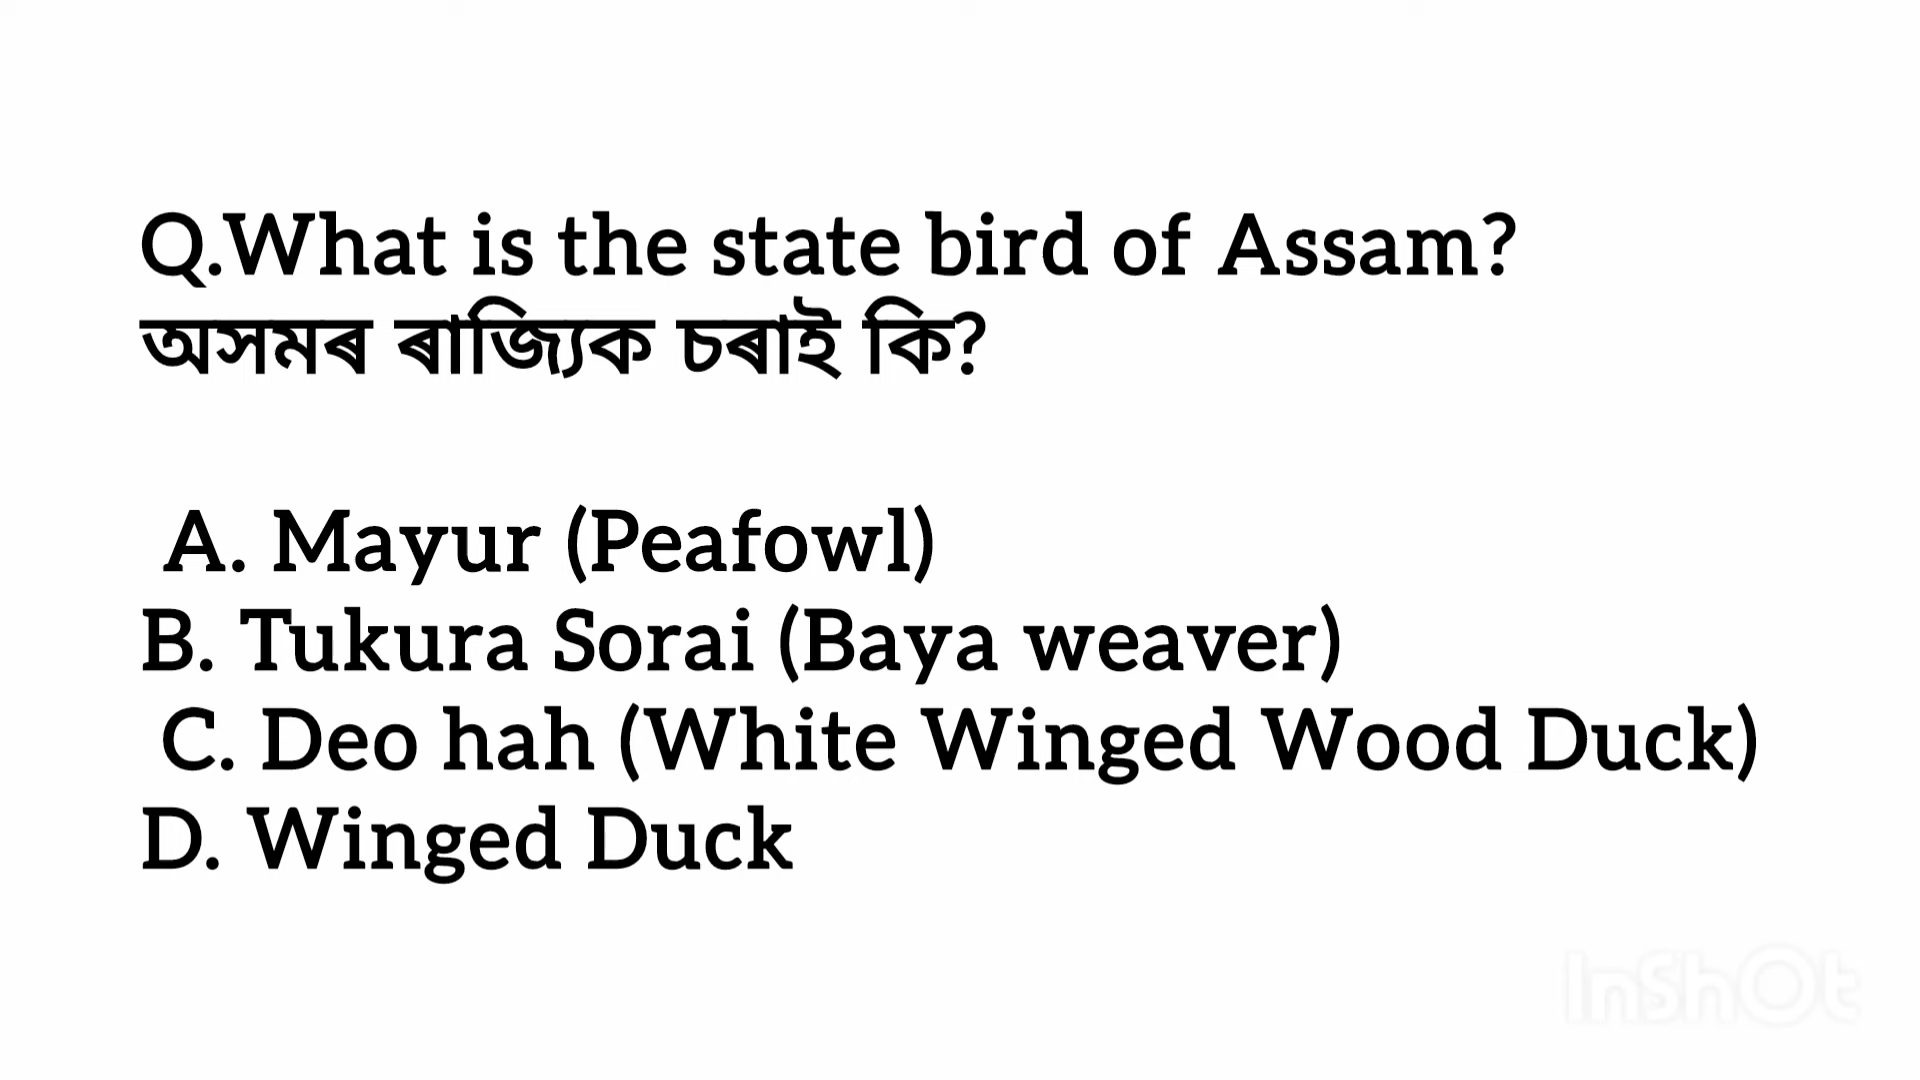 Q.What is the state bird of Assam?
অসমৰ ৰাজ্যিক চৰাই কি?
A. Mayur (Peafowl)
B. Tukura Sorai (Baya weaver)
C. Deo hah (White Winged Wood Duck)
D. Winged Duck
InShOt